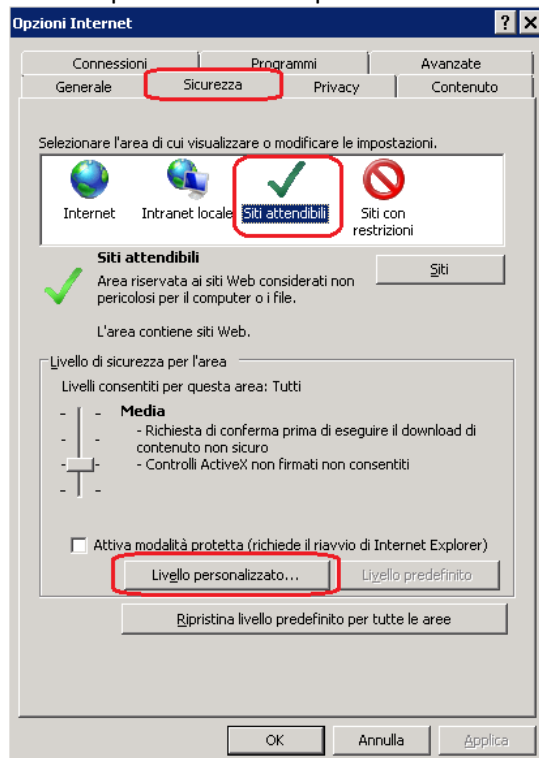 Opzioni Internet
Connessioni Programmi Avanzate
Generale Sicurezza Privacy Contenuto
Selezionare l'area di cui visualizzare o modificare le impostazioni.
Internet Intranet locale Siti attendibili Siti con
restrizioni
Siti attendibili
Siti
Area riservata ai siti Web considerati non
pericolosi per il computer o i file.
L'area contiene siti Web.
Livello di sicurezza per l'area
Livelli consentiti per questa area: Tutti
Media
- Richiesta di conferma prima di eseguire il download di
contenuto non sicuro
- Controlli ActiveX non firmati non consentiti
Attiva modalità protetta (richiede il riavvio di Internet Explorer)
Livello personalizzato... Livello predefinito
Ripristina livello predefinito per tutte le aree
OK Annulla Applica